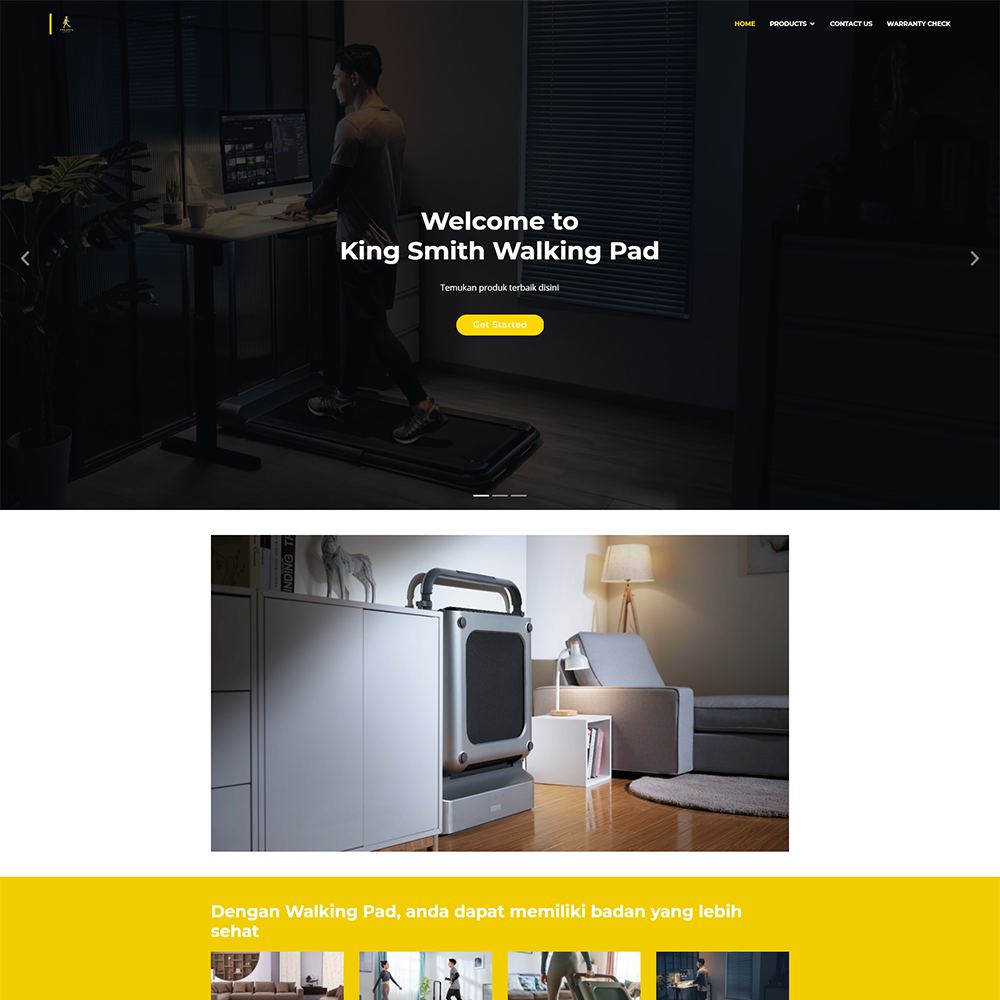 HOME
PRODUCTS
CONTACT US
WARRANTY CHECK
Welcome to
King Smith Walking Pad
Temukan produk terbaik disini
Get Started
Dengan Walking Pad, anda dapat memiliki badan yang lebih
sehat